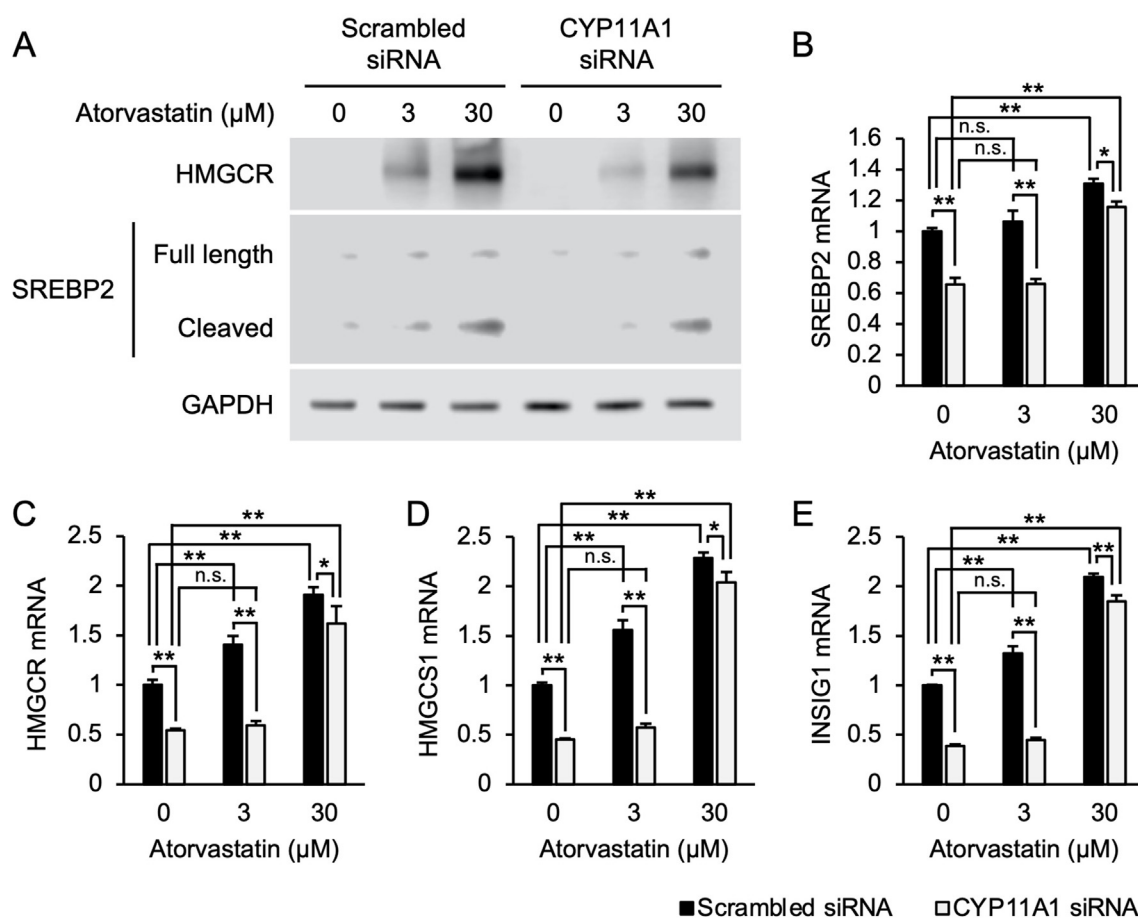 A
Scrambled siRNA
CYP11A1 siRNA
Atorvastatin (µM) 0 3 30 0 3 30
HMGCR
SREBP2
Full length
Cleaved
GAPDH
B
SREBP2 mRNA
1.6
1.4
1.2
1
0.8
0.6
0.4
0.2
0
**
**
n.s.
n.s.
*
**
**
0 3 30
Atorvastatin (µM)
C
HMGCR mRNA
2.5
2
1.5
1
0.5
0
**
**
**
n.s.
*
**
**
0 3 30
Atorvastatin (µM)
D
HMGCS1 mRNA
2.5
2
1.5
1
0.5
0
**
**
**
n.s.
*
**
**
0 3 30
Atorvastatin (µM)
E
INSIG1 mRNA
2.5
2
1.5
1
0.5
0
**
**
**
n.s.
**
**
**
0 3 30
Atorvastatin (µM)
Scrambled siRNA CYP11A1 siRNA